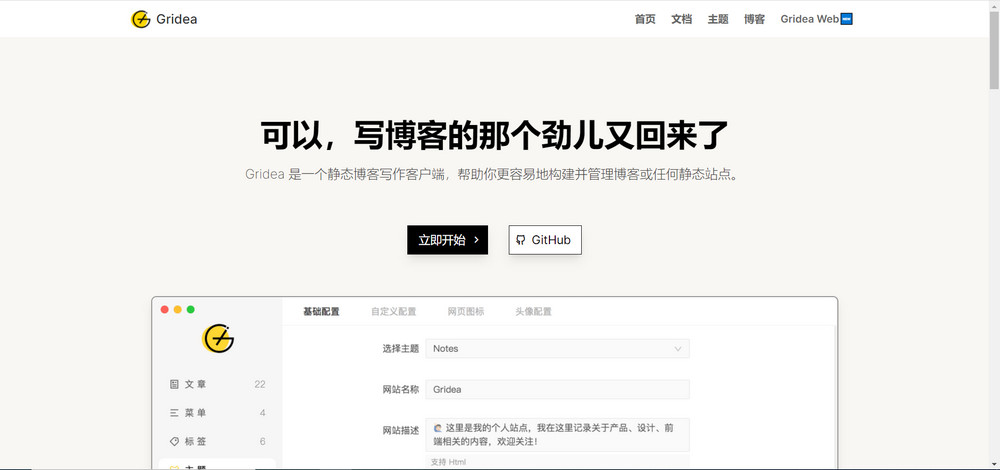 Gridea
首页 文档 主题 博客 Gridea Web
可以，写博客的那个劲儿又回来了
Gridea 是一个静态博客写作客户端，帮助你更容易地构建并管理博客或任何静态站点。
立即开始
GitHub
基础配置 自定义配置 网页图标 头像配置
选择主题 Notes
文章 22
网站名称 Gridea
菜单 4
网站描述 这里是我的个人站点，我在这里记录关于产品、设计、前
端相关的内容，欢迎关注！
标签 6
支持 Html
主题